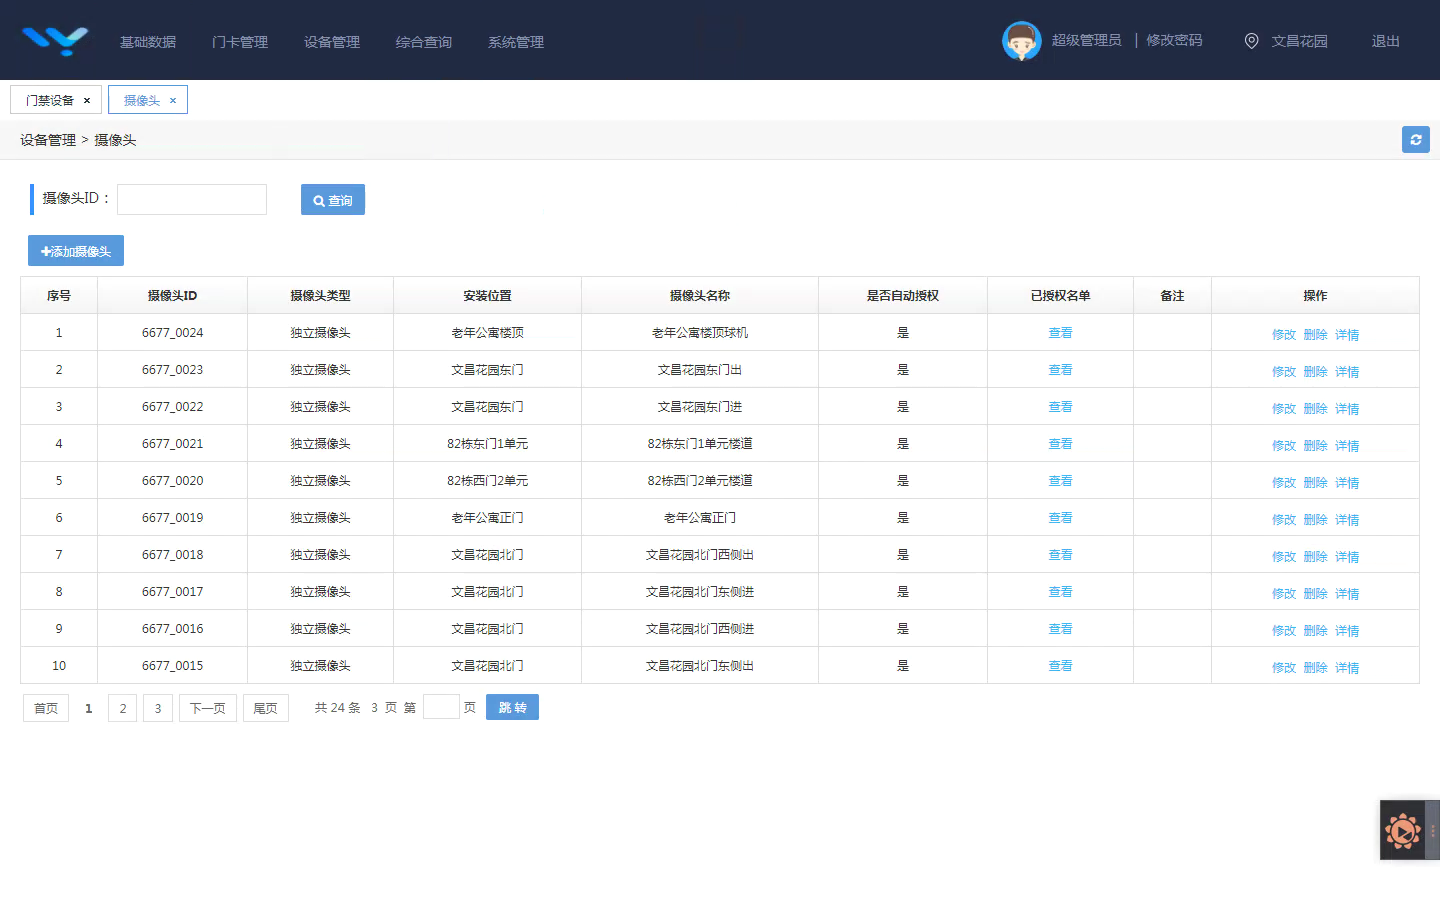 基础数据 门卡管理 设备管理 综合查询 系统管理 超级管理员 | 修改密码 文昌花园 退出
门禁设备 × 摄像头 ×
设备管理 > 摄像头
摄像头ID： 查询
+添加摄像头
序号 摄像头ID 摄像头类型 安装位置 摄像头名称 是否自动授权 已授权名单 备注 操作
1 6677_0024 独立摄像头 老年公寓楼顶 老年公寓楼顶球机 是 查看 修改 删除 详情
2 6677_0023 独立摄像头 文昌花园东门 文昌花园东门出 是 查看 修改 删除 详情
3 6677_0022 独立摄像头 文昌花园东门 文昌花园东门进 是 查看 修改 删除 详情
4 6677_0021 独立摄像头 82栋东门1单元 82栋东门1单元楼道 是 查看 修改 删除 详情
5 6677_0020 独立摄像头 82栋西门2单元 82栋西门2单元楼道 是 查看 修改 删除 详情
6 6677_0019 独立摄像头 老年公寓正门 老年公寓正门 是 查看 修改 删除 详情
7 6677_0018 独立摄像头 文昌花园北门 文昌花园北门西侧出 是 查看 修改 删除 详情
8 6677_0017 独立摄像头 文昌花园北门 文昌花园北门东侧进 是 查看 修改 删除 详情
9 6677_0016 独立摄像头 文昌花园北门 文昌花园北门西侧进 是 查看 修改 删除 详情
10 6677_0015 独立摄像头 文昌花园北门 文昌花园北门东侧出 是 查看 修改 删除 详情
首页 1 2 3 下一页 尾页 共 24 条 3 页 第 页 跳 转